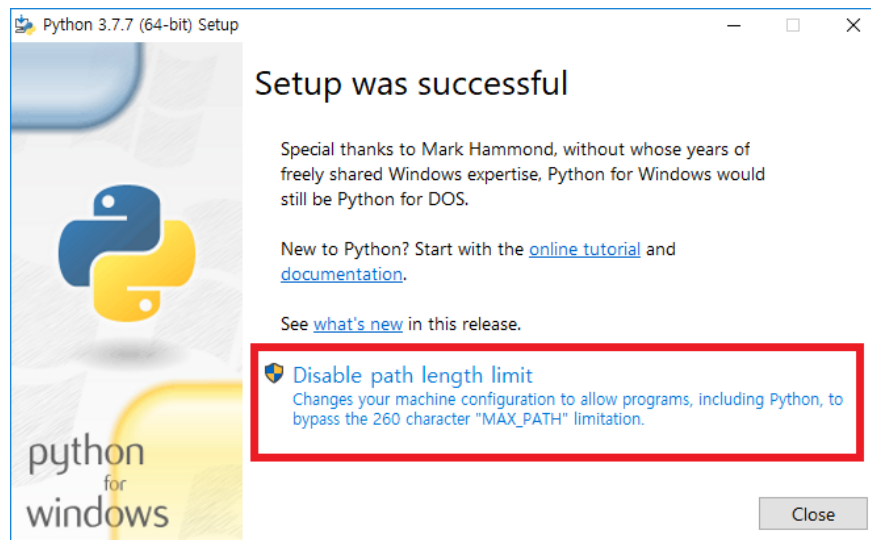 Python 3.7.7 (64-bit) Setup
Setup was successful
Special thanks to Mark Hammond, without whose years of
freely shared Windows expertise, Python for Windows would
still be Python for DOS.
New to Python? Start with the online tutorial and
documentation.
See what's new in this release.
Disable path length limit
Changes your machine configuration to allow programs, including Python, to
bypass the 260 character "MAX_PATH" limitation.
python
for
windows
Close